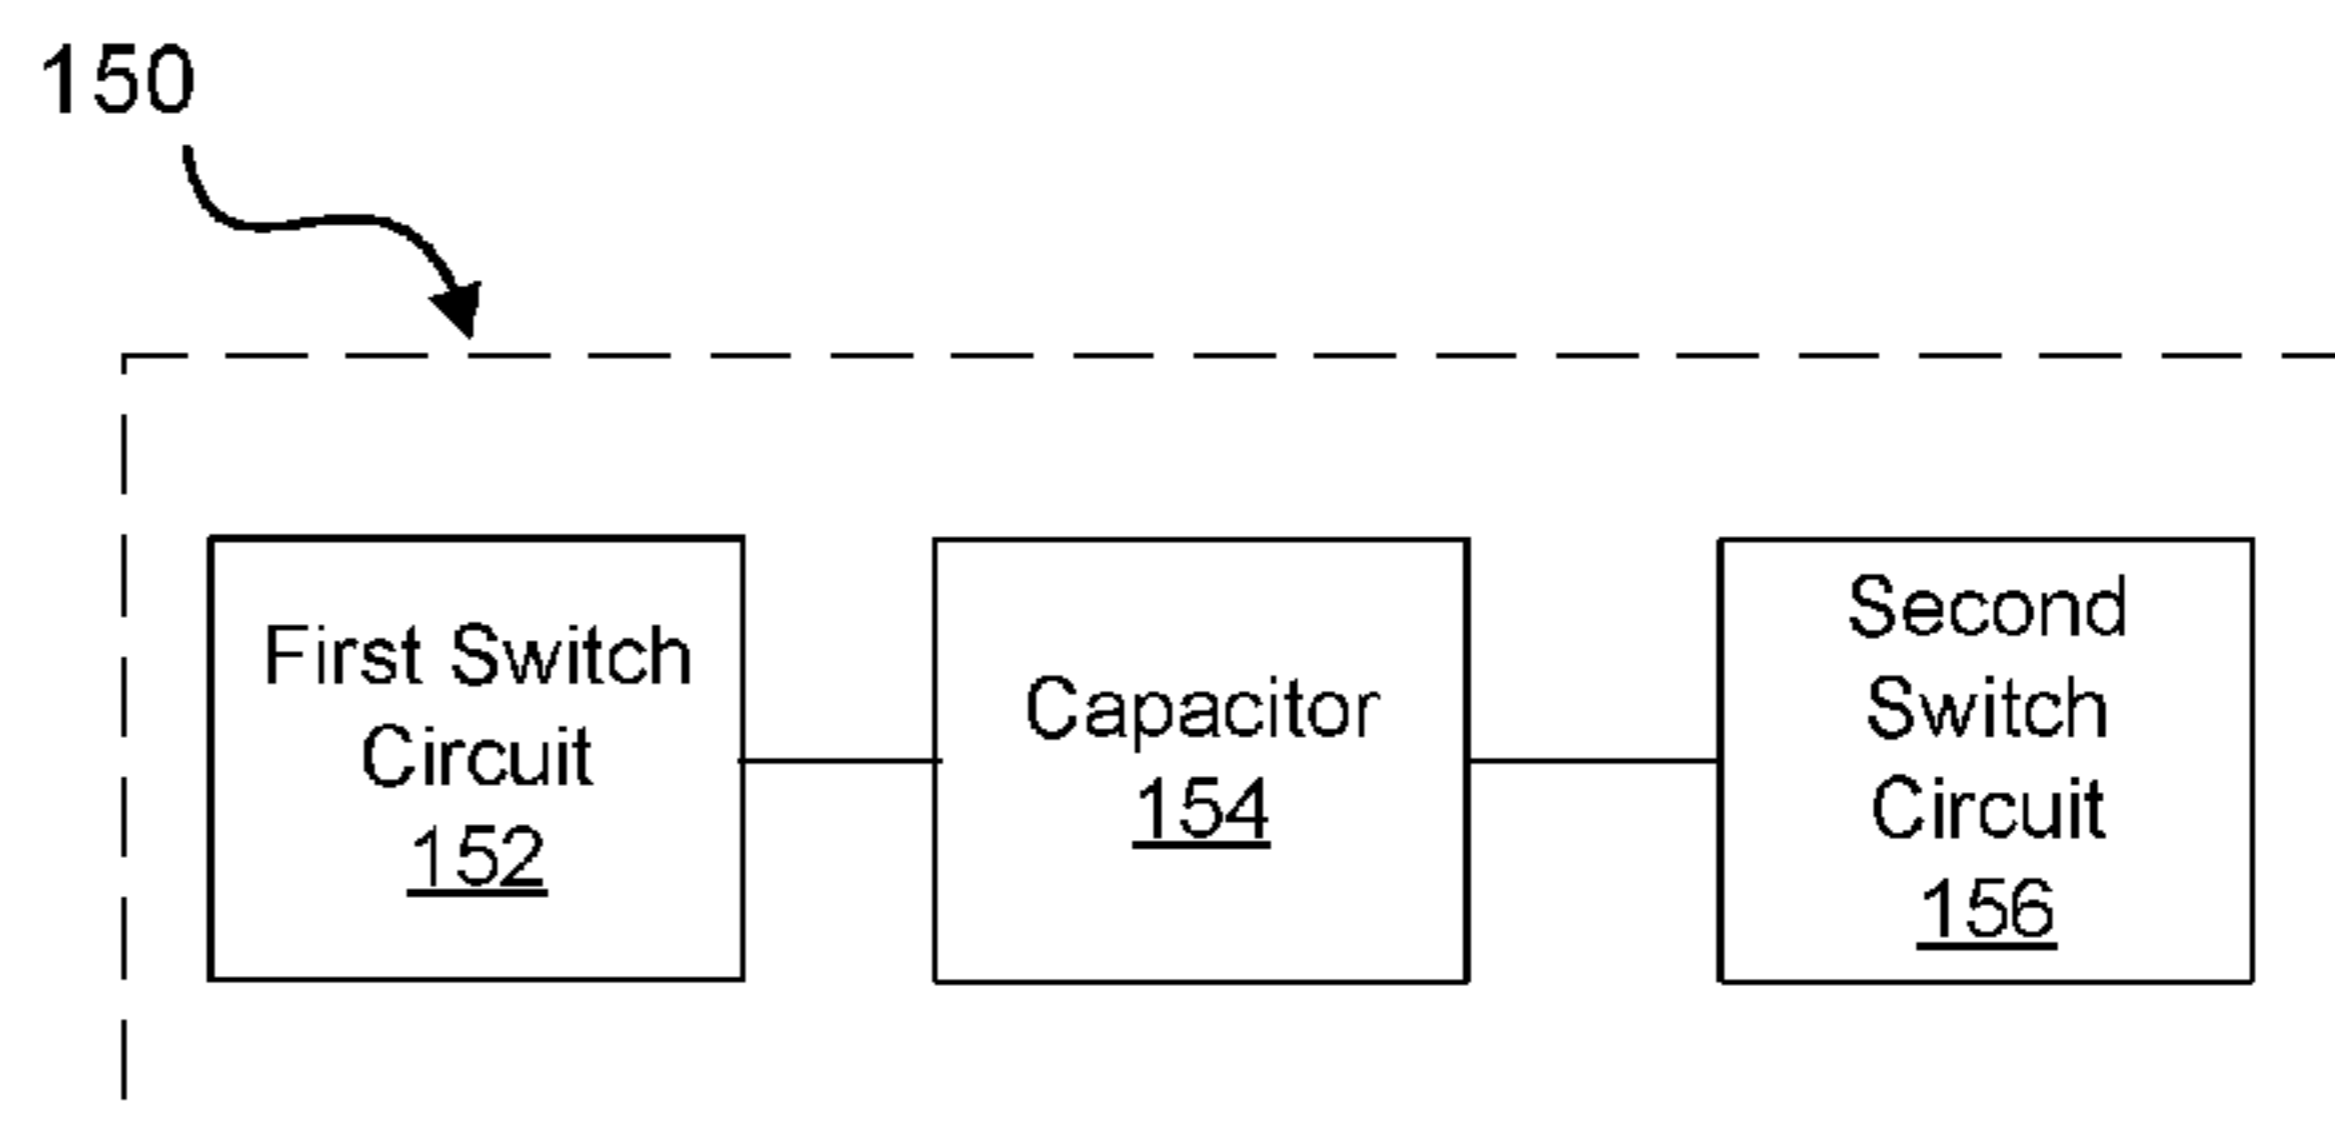 150
First Switch
Circuit
152
Capacitor
154
Second
Switch
Circuit
156